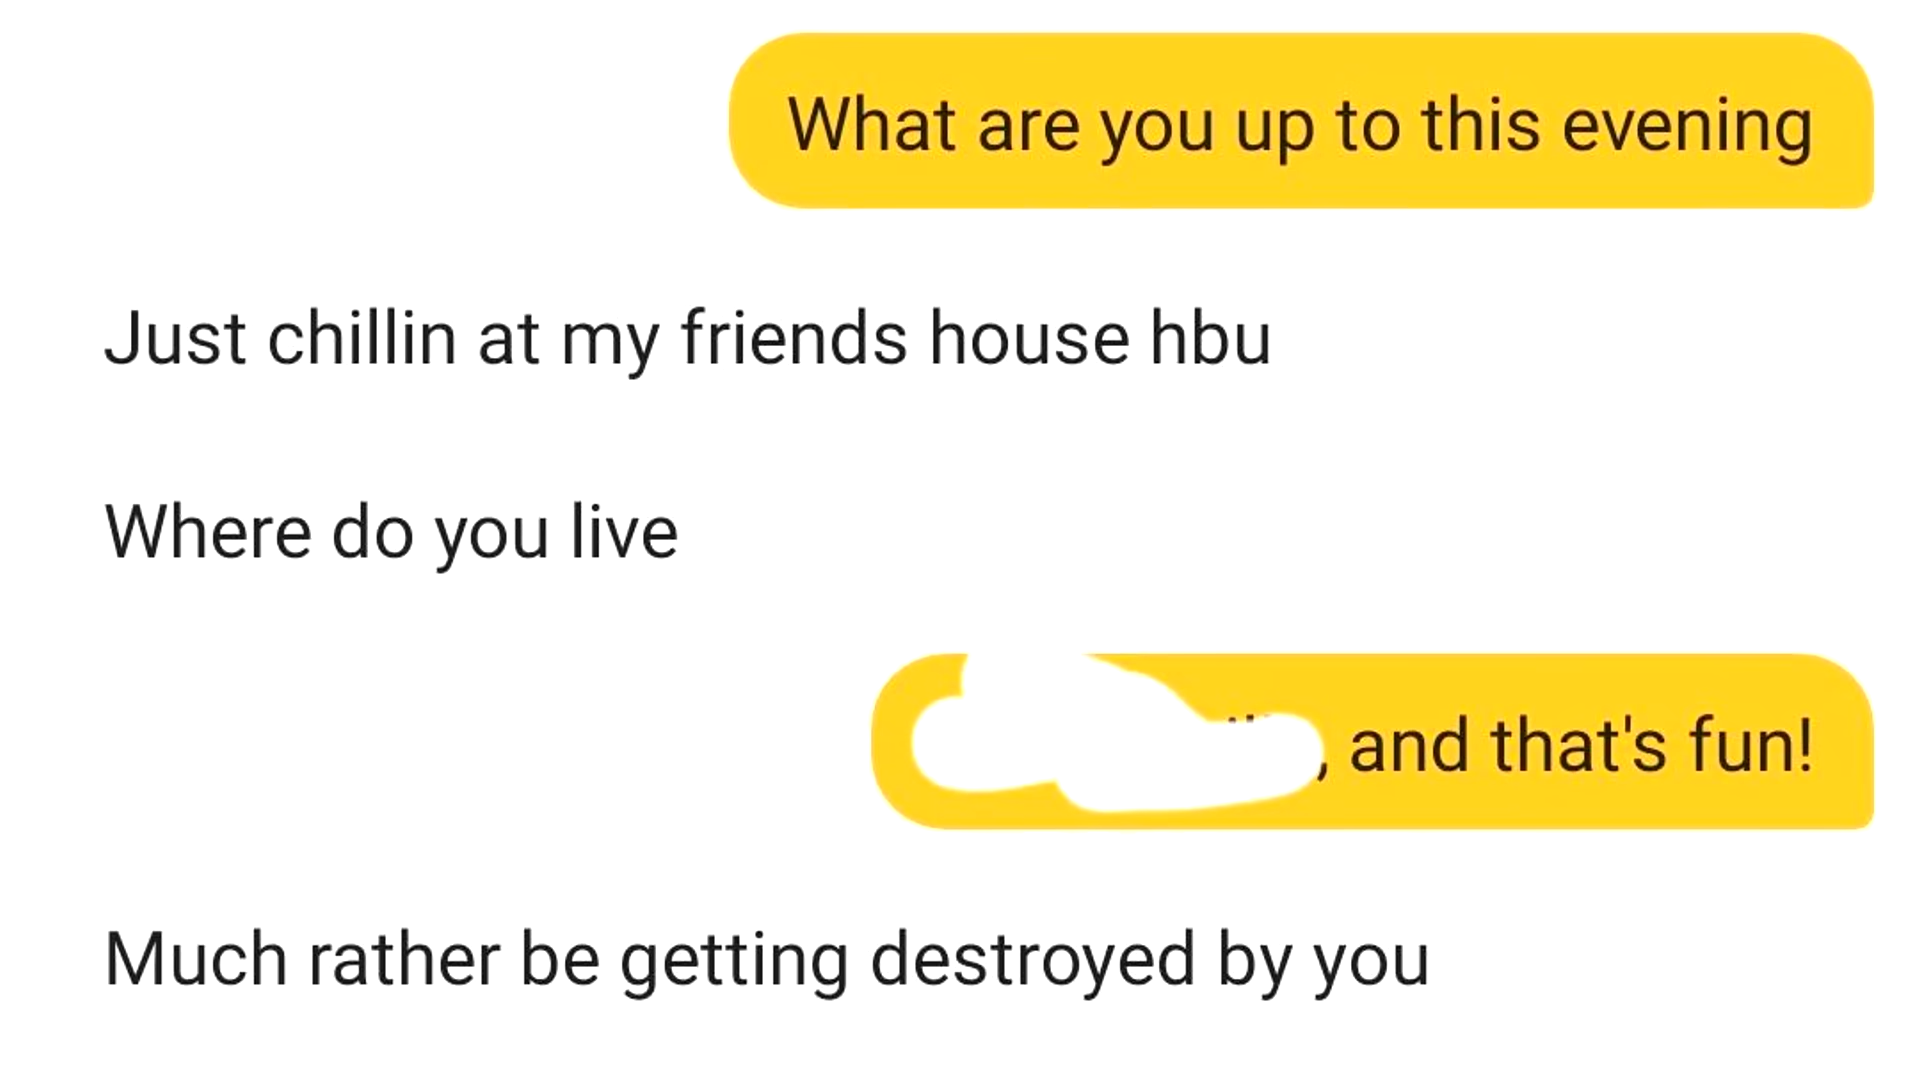 What are you up to this evening
Just chillin at my friends house hbu
Where do you live
, and that's fun!
Much rather be getting destroyed by you